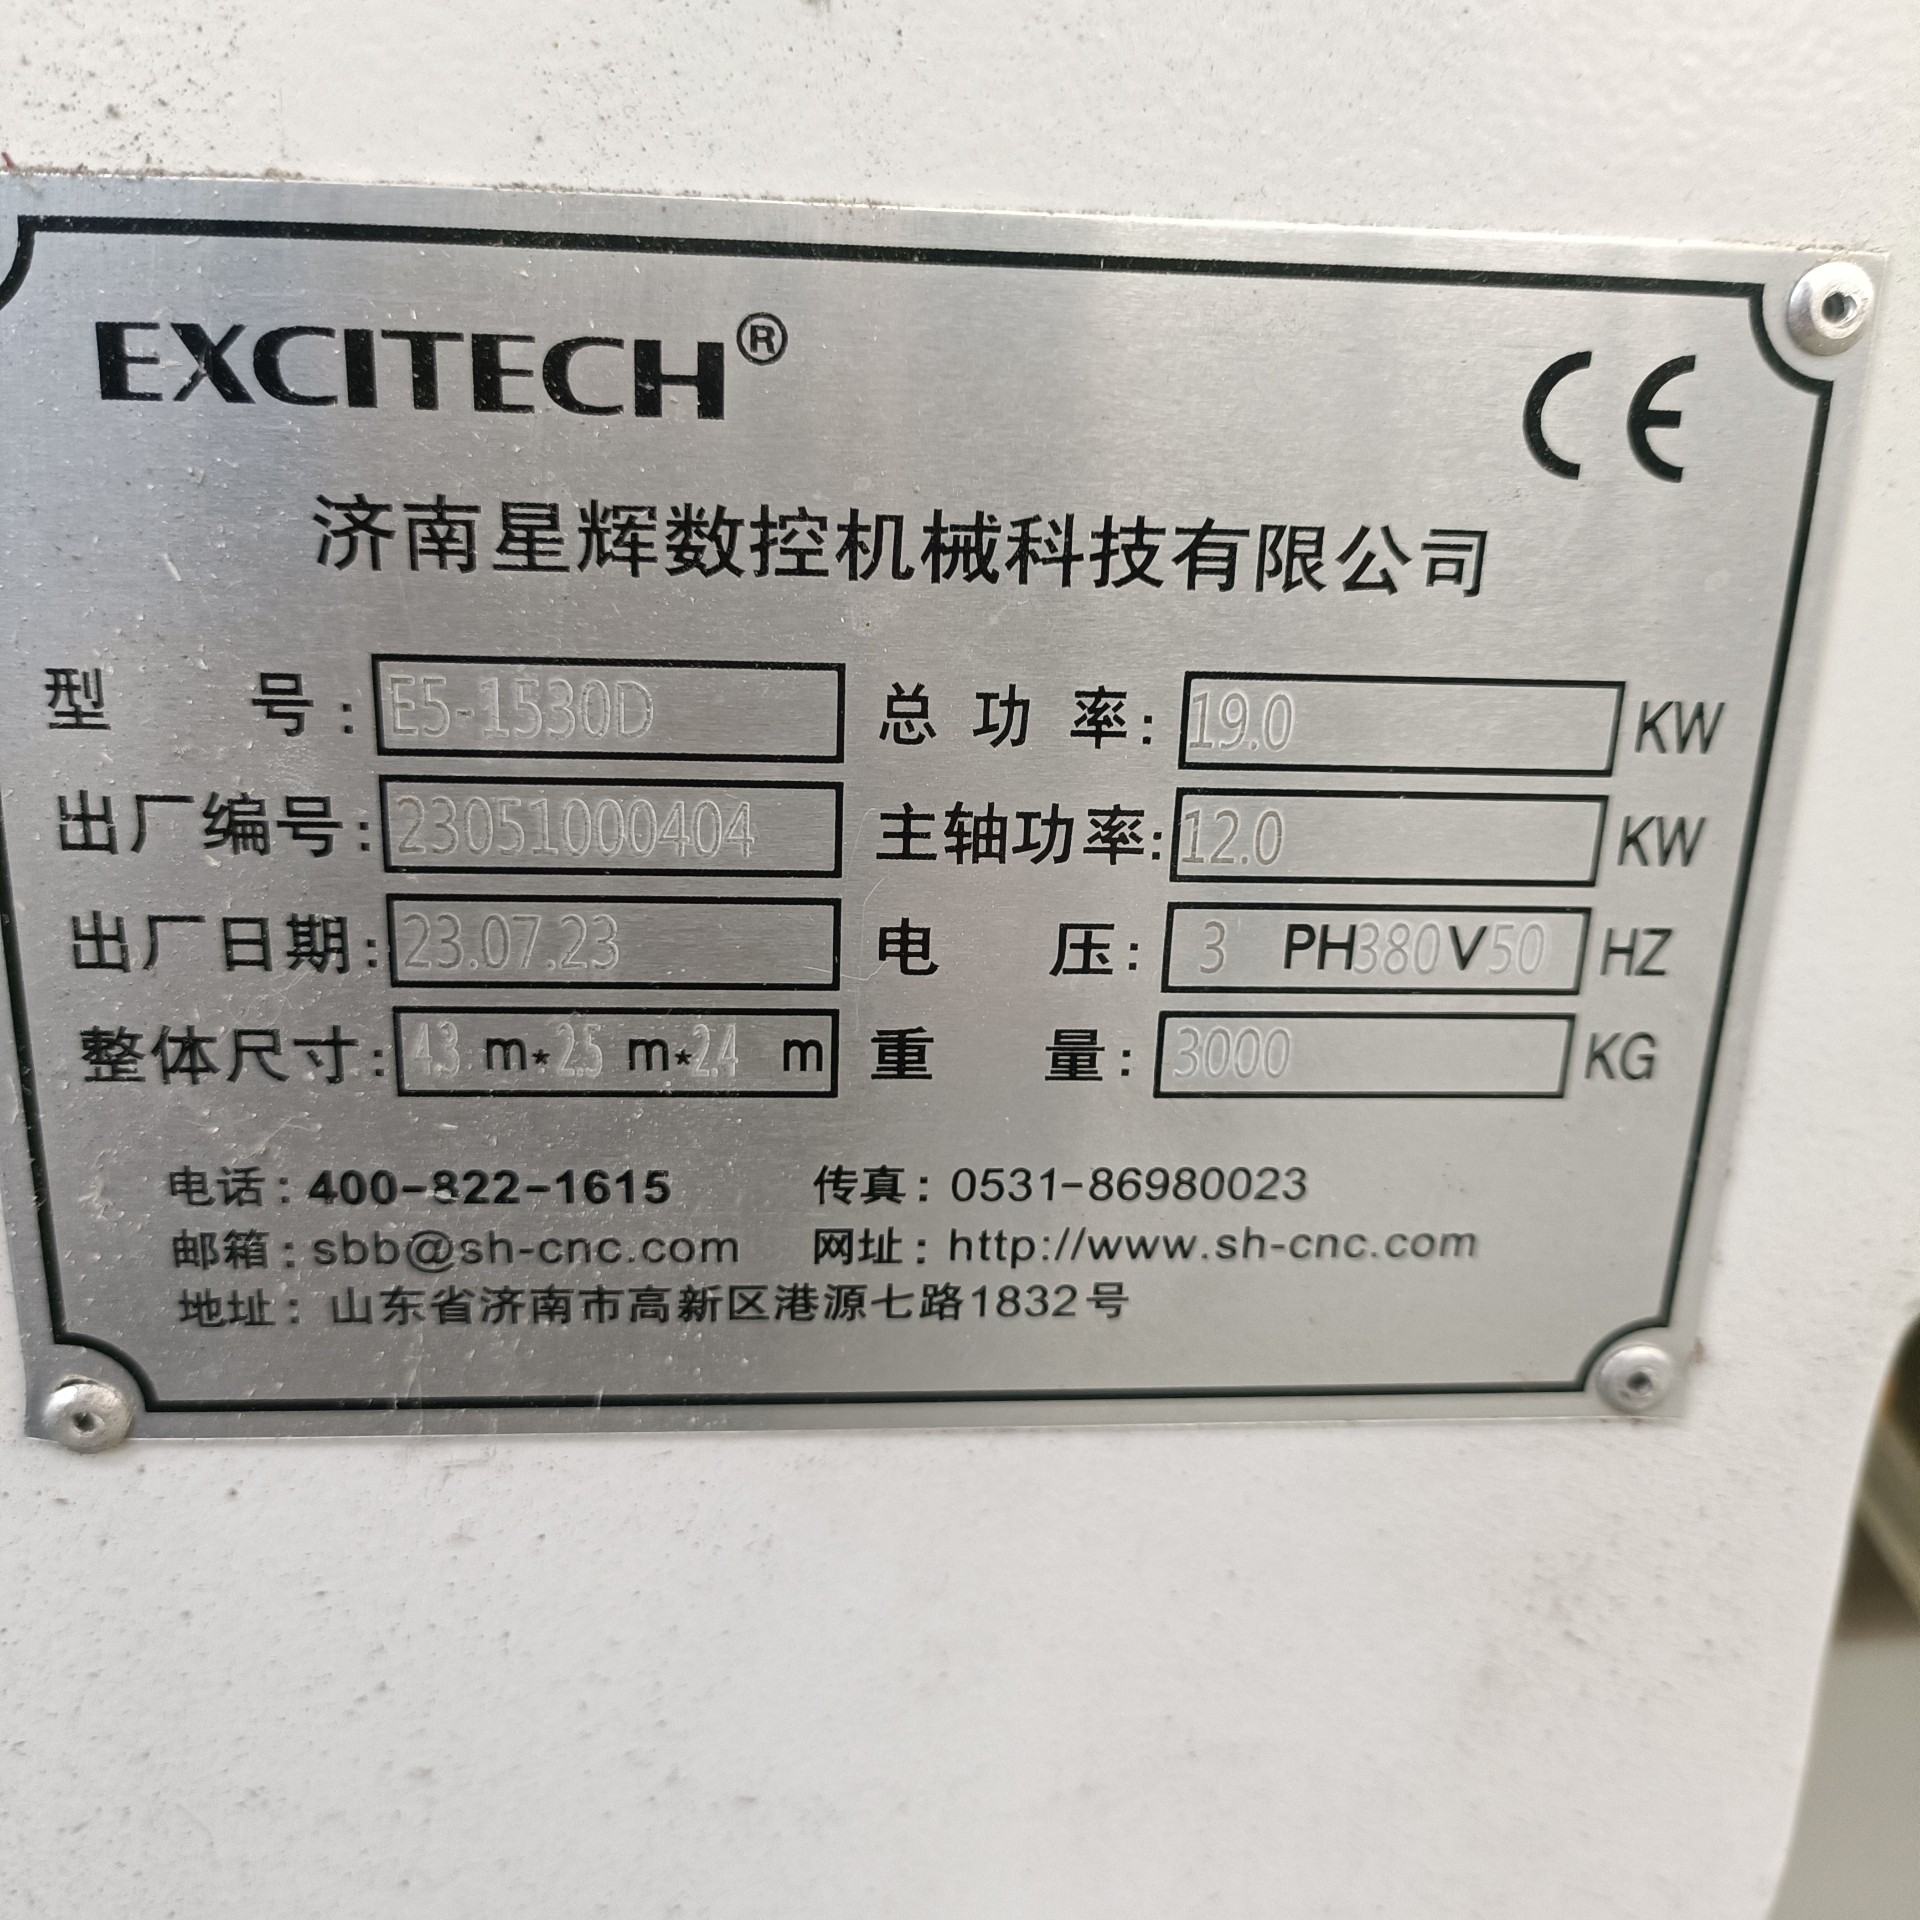 EXCITECH® CE
济南星辉数控机械科技有限公司
型 号: E5-1530D 总 功 率: 19.0 KW
出厂编号: 23051000404 主轴功率: 12.0 KW
出厂日期: 23.07.23 电 压: 3 PH380V50 HZ
整体尺寸: 43 m*25 m*2.4 m 重 量: 3000 KG
电话: 400-822-1615 传真: 0531-86980023
邮箱: sbb@sh-cnc.com 网址: http://www.sh-cnc.com
地址: 山东省济南市高新区港源七路1832号